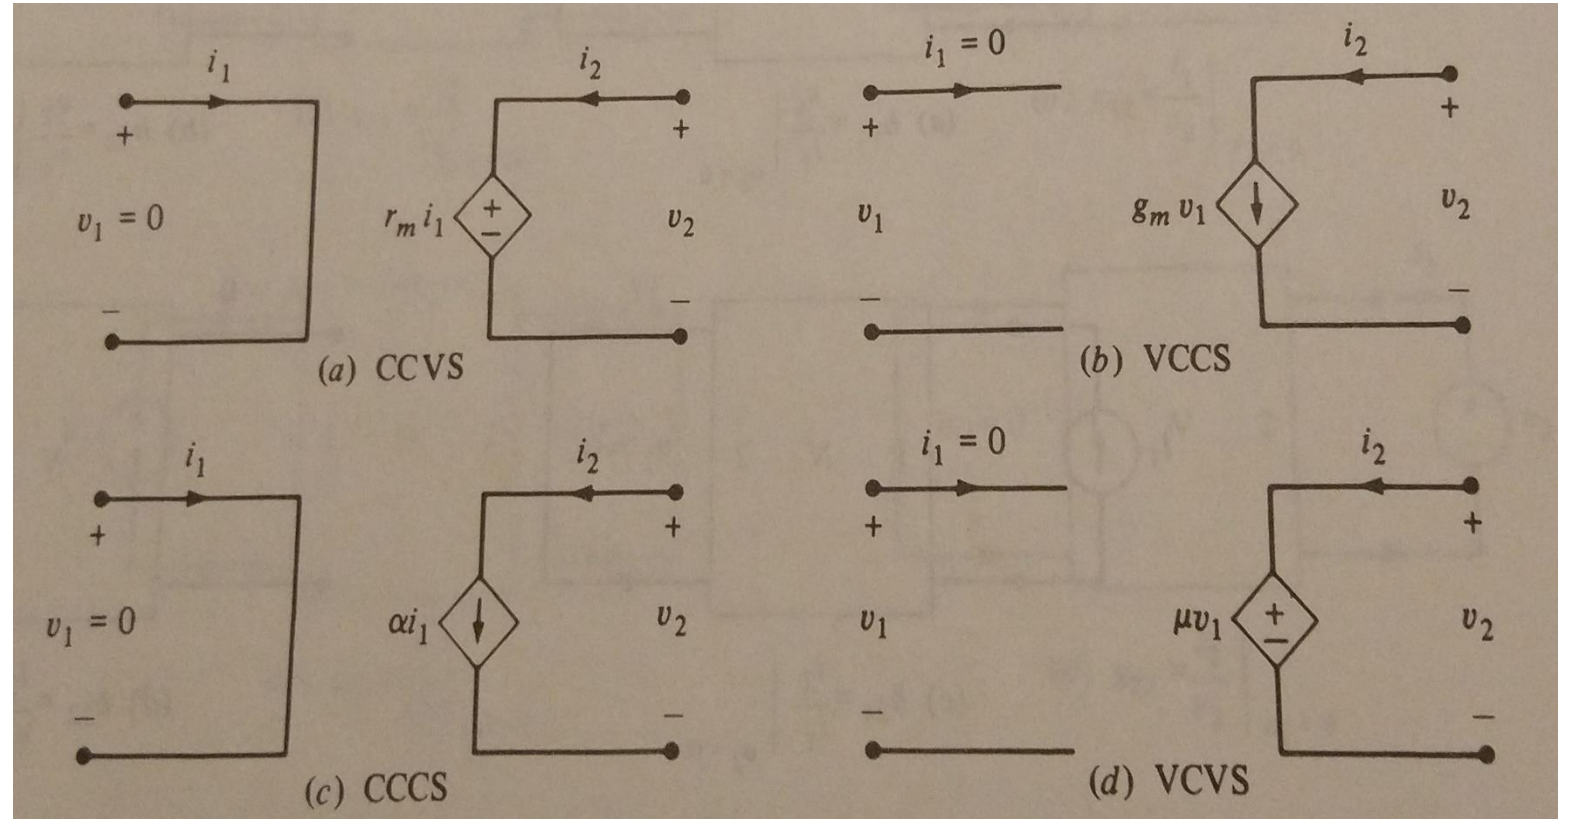 i₁
i₂
+
+
v₁ = 0
rₘ i₁
+
−
v₂
−
−
(a) CCVS
i₁ = 0
i₂
+
+
v₁
gₘ v₁
v₂
−
−
(b) VCCS
i₁
i₂
+
+
v₁ = 0
αi₁
v₂
−
−
(c) CCCS
i₁ = 0
i₂
+
+
v₁
μv₁
+
−
v₂
−
−
(d) VCVS